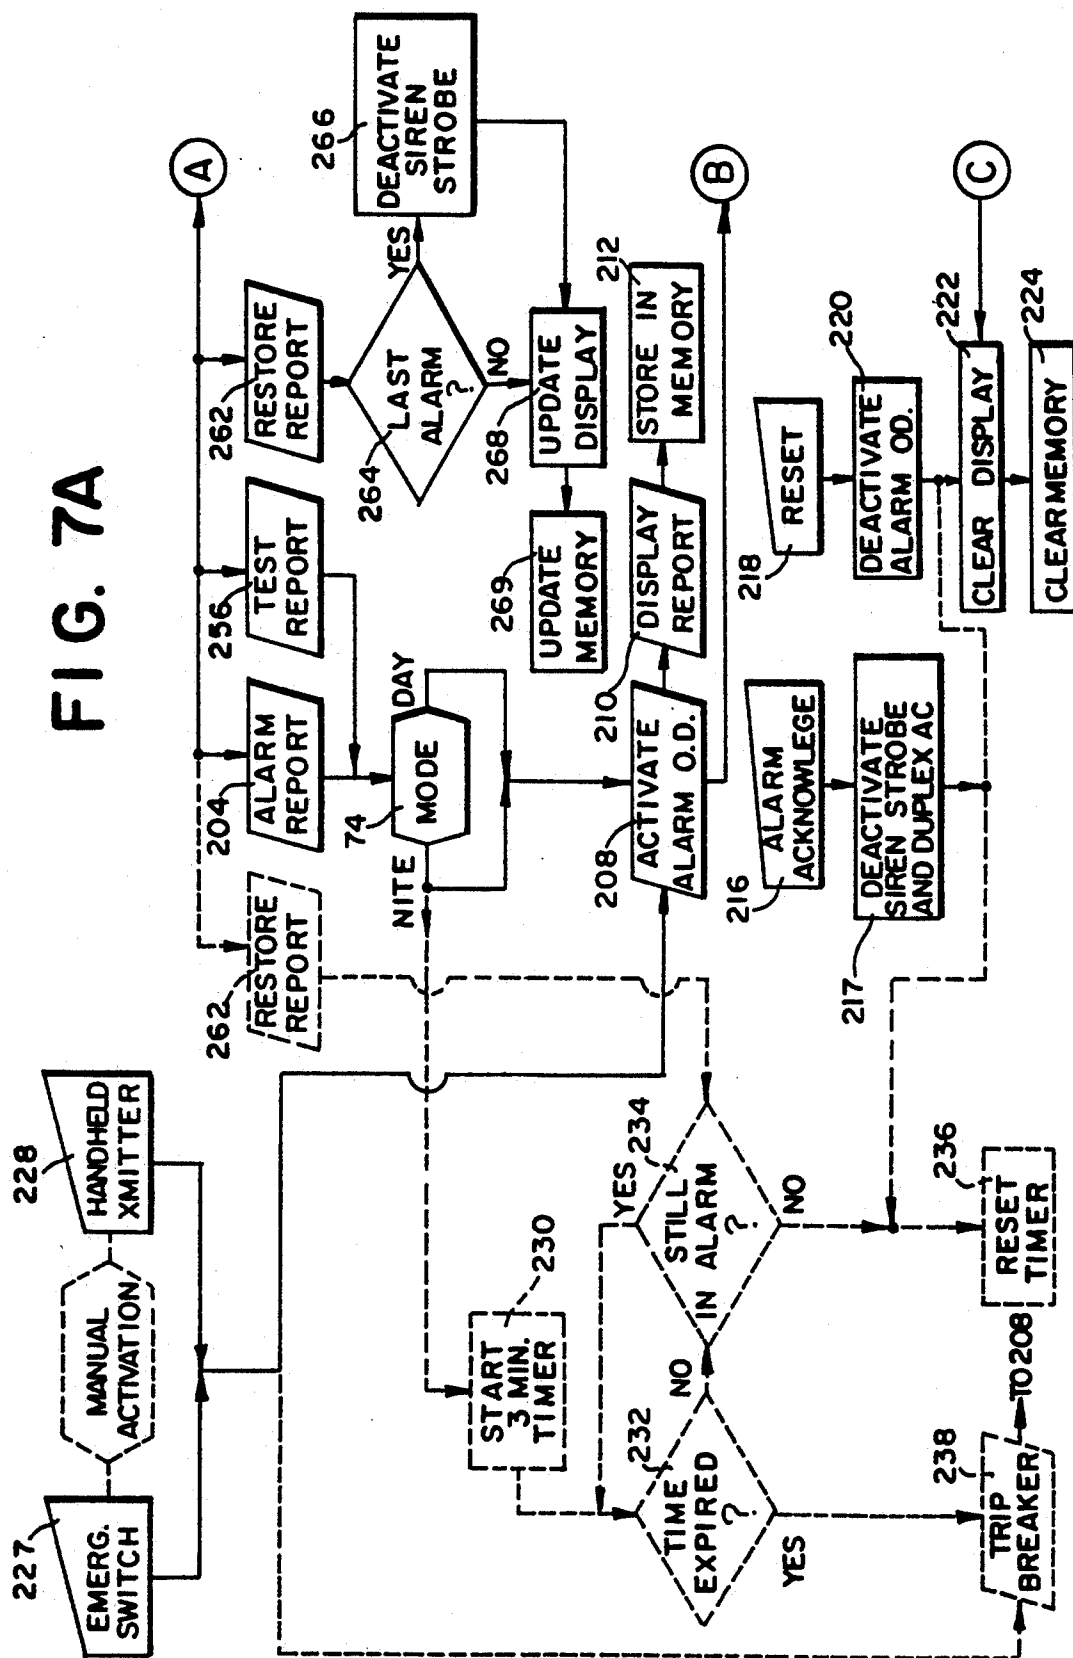 FIG. 7A
227
EMERG.
SWITCH
MANUAL
ACTIVATION
228
HANDHELD
XMITTER
262
RESTORE
REPORT
204
ALARM
REPORT
256
TEST
REPORT
262
RESTORE
REPORT
A
NITE
74
MODE
DAY
264
LAST
ALARM
?
YES
NO
266
DEACTIVATE
SIREN
STROBE
268
UPDATE
DISPLAY
269
UPDATE
MEMORY
START
3 MIN.
TIMER
230
208
ACTIVATE
ALARM O.D.
210
DISPLAY
REPORT
212
STORE IN
MEMORY
B
232
TIME
EXPIRED
?
NO
YES
234
STILL
IN ALARM
?
YES
NO
216
ALARM
ACKNOWLEGE
217
DEACTIVATE
SIREN STROBE
AND DUPLEX AC
218
RESET
220
DEACTIVATE
ALARM OD.
222
CLEAR DISPLAY
C
224
CLEAR MEMORY
238
TRIP
BREAKER
TO 208
236
RESET
TIMER